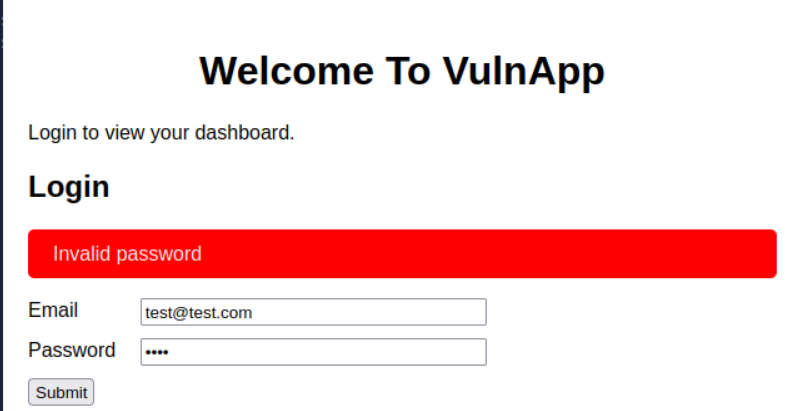 Welcome To VulnApp
Login to view your dashboard.
Login
Invalid password
Email test@test.com
Password ••••
Submit